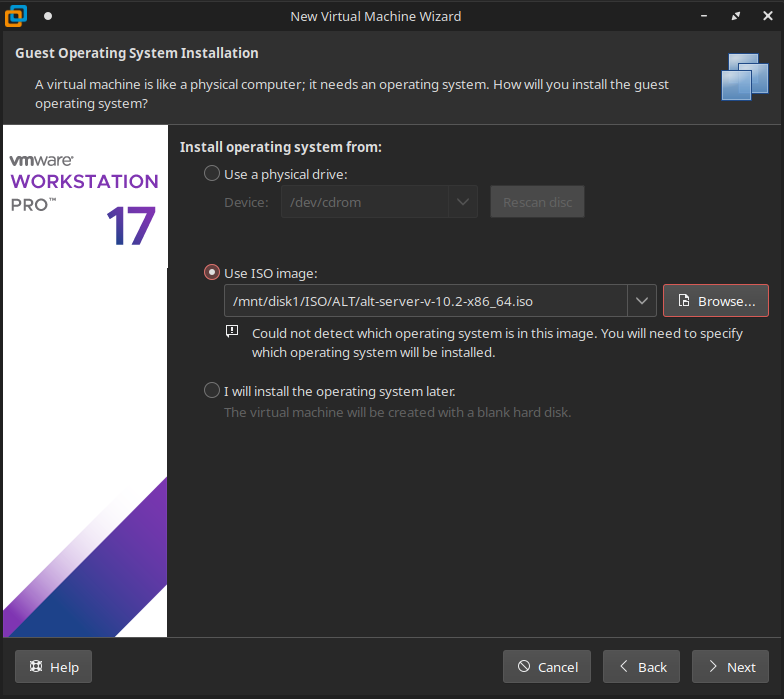 New Virtual Machine Wizard
Guest Operating System Installation
A virtual machine is like a physical computer; it needs an operating system. How will you install the guest
operating system?
vmware®
WORKSTATION
PRO™
17
Install operating system from:
Use a physical drive:
Device: /dev/cdrom Rescan disc
Use ISO image:
/mnt/disk1/ISO/ALT/alt-server-v-10.2-x86_64.iso Browse...
Could not detect which operating system is in this image. You will need to specify
which operating system will be installed.
I will install the operating system later.
The virtual machine will be created with a blank hard disk.
Help Cancel Back Next